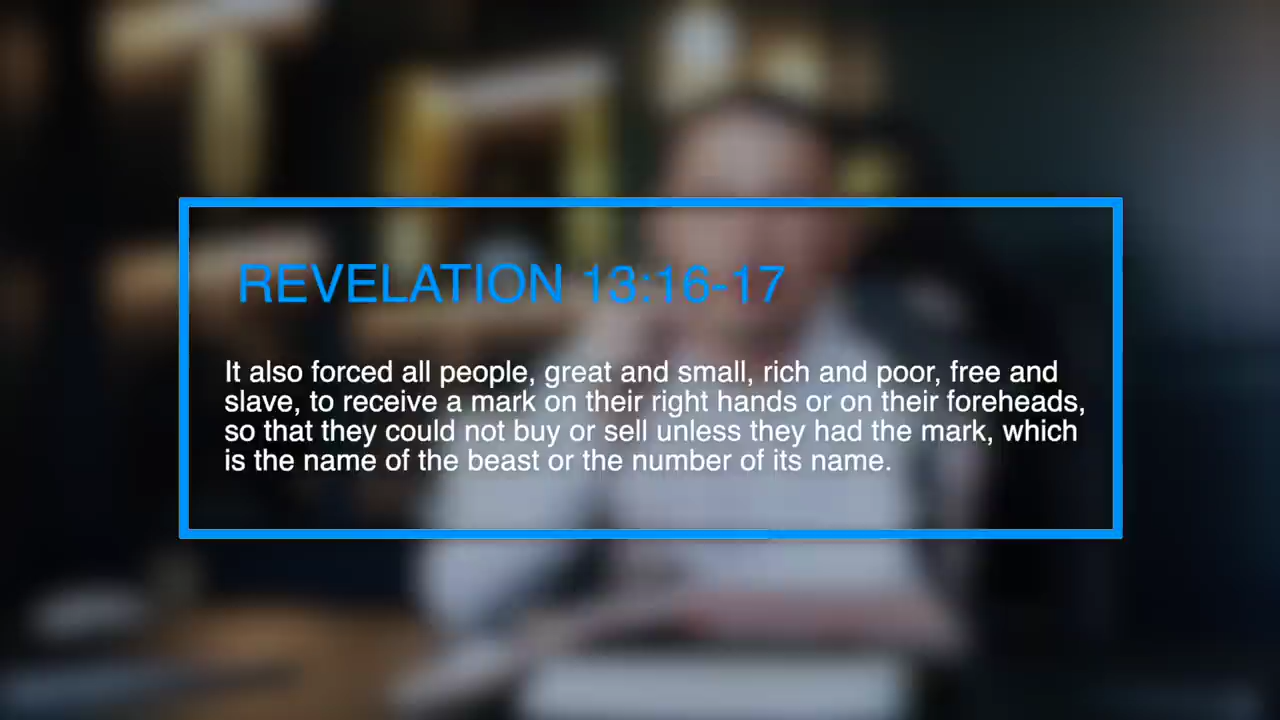 REVELATION 13:16-17
It also forced all people, great and small, rich and poor, free and
slave, to receive a mark on their right hands or on their foreheads,
so that they could not buy or sell unless they had the mark, which
is the name of the beast or the number of its name.